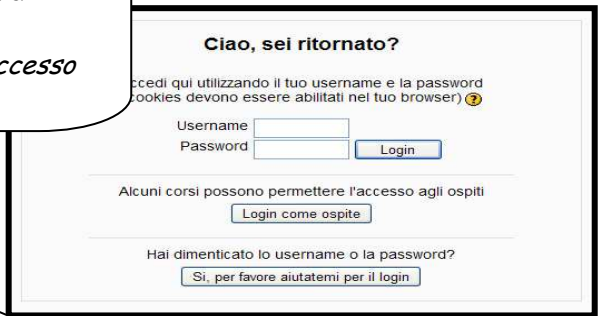 Ciao, sei ritornato?
ccedi qui utilizzando il tuo username e la password
cookies devono essere abilitati nel tuo browser) ?
Username
Password
Login
Alcuni corsi possono permettere l'accesso agli ospiti
Login come ospite
Hai dimenticato lo username o la password?
Si, per favore aiutatemi per il login
ccesso